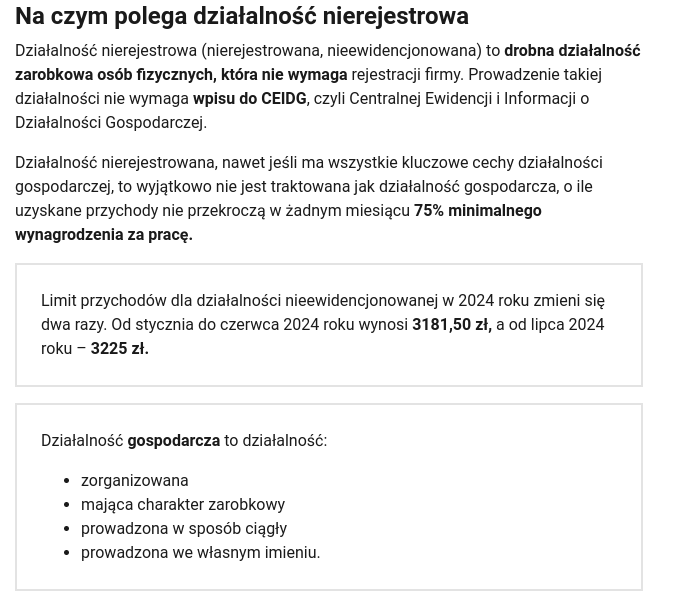 Na czym polega działalność nierejestrowa
Działalność nierejestrowa (nierejestrowana, nieewidencjonowana) to drobna działalność
zarobkowa osób fizycznych, która nie wymaga rejestracji firmy. Prowadzenie takiej
działalności nie wymaga wpisu do CEIDG, czyli Centralnej Ewidencji i Informacji o
Działalności Gospodarczej.
Działalność nierejestrowana, nawet jeśli ma wszystkie kluczowe cechy działalności
gospodarczej, to wyjątkowo nie jest traktowana jak działalność gospodarcza, o ile
uzyskane przychody nie przekroczą w żadnym miesiącu 75% minimalnego
wynagrodzenia za pracę.
Limit przychodów dla działalności nieewidencjonowanej w 2024 roku zmieni się
dwa razy. Od stycznia do czerwca 2024 roku wynosi 3181,50 zł, a od lipca 2024
roku – 3225 zł.
Działalność gospodarcza to działalność:
• zorganizowana
• mająca charakter zarobkowy
• prowadzona w sposób ciągły
• prowadzona we własnym imieniu.